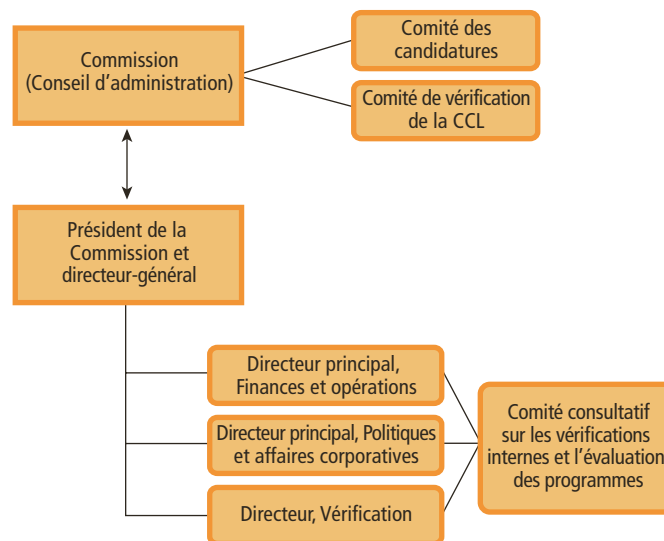 Commission
(Conseil d’administration)
Comité des
candidatures
Comité de vérification
de la CCL
Président de la
Commission et
directeur-général
Directeur principal,
Finances et opérations
Directeur principal, Politiques
et affaires corporatives
Directeur, Vérification
Comité consultatif
sur les vérifications
internes et l’évaluation
des programmes